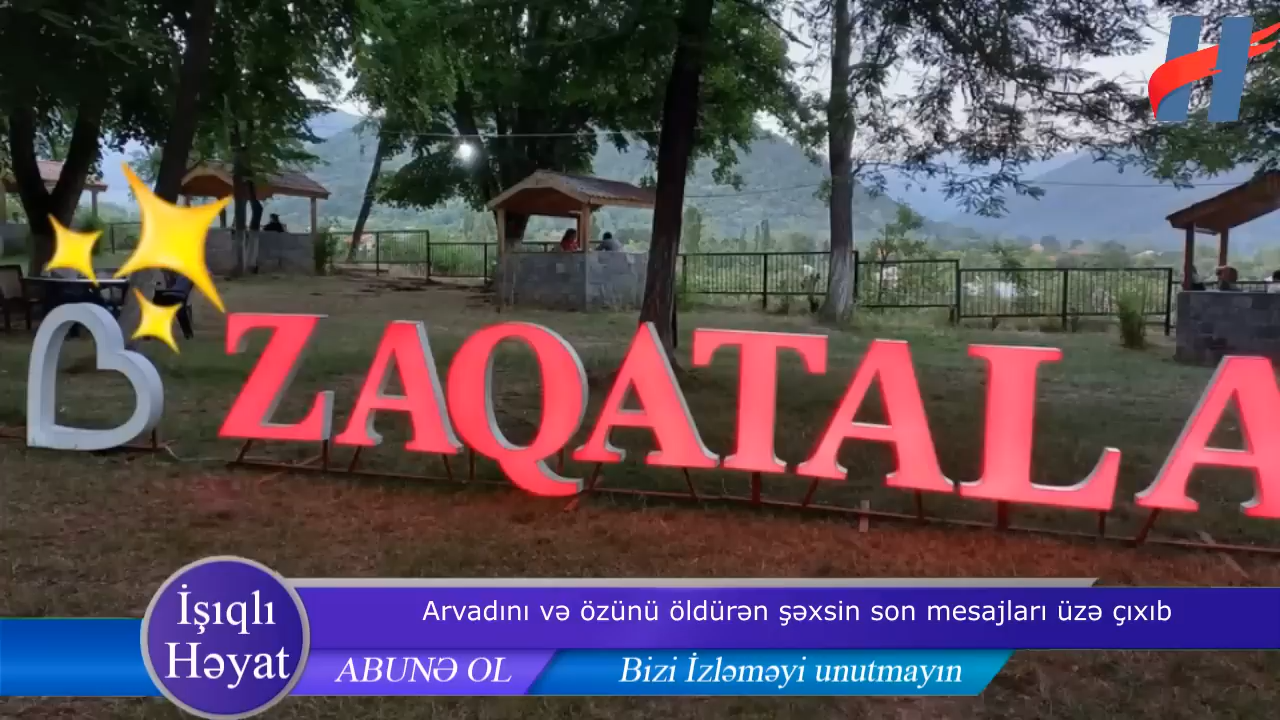 ZAQATALA
İşıqlı
Həyat
Arvadını və özünü öldürən şəxsin son mesajları üzə çıxıb
ABUNƏ OL
Bizi İzləməyi unutmayın